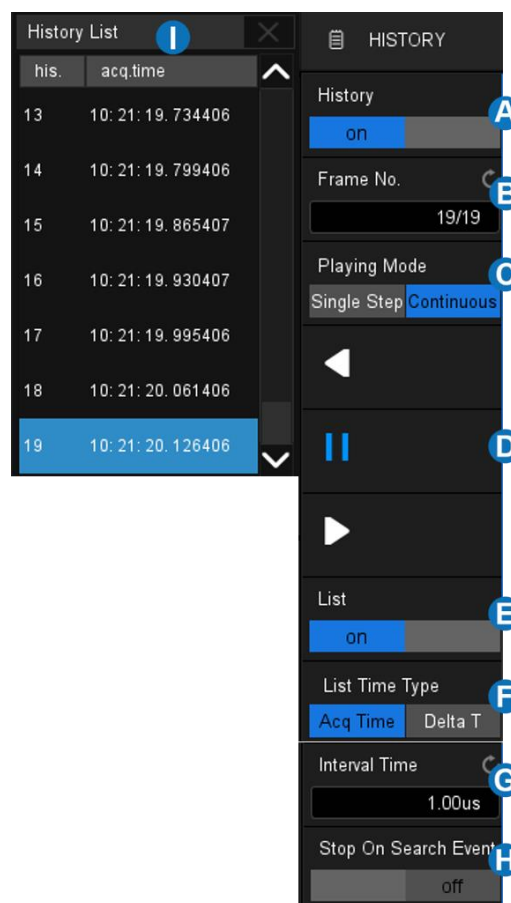 History List
I
his. acq.time
13 10: 21: 19. 734406
14 10: 21: 19. 799406
15 10: 21: 19. 865407
16 10: 21: 19. 930407
17 10: 21: 19. 995406
18 10: 21: 20. 061406
19 10: 21: 20. 126406
HISTORY
History
A
on
Frame No.
B
19/19
Playing Mode
C
Single Step Continuous
D
List
E
on
List Time Type
F
Acq Time Delta T
Interval Time
G
1.00us
Stop On Search Event
H
off